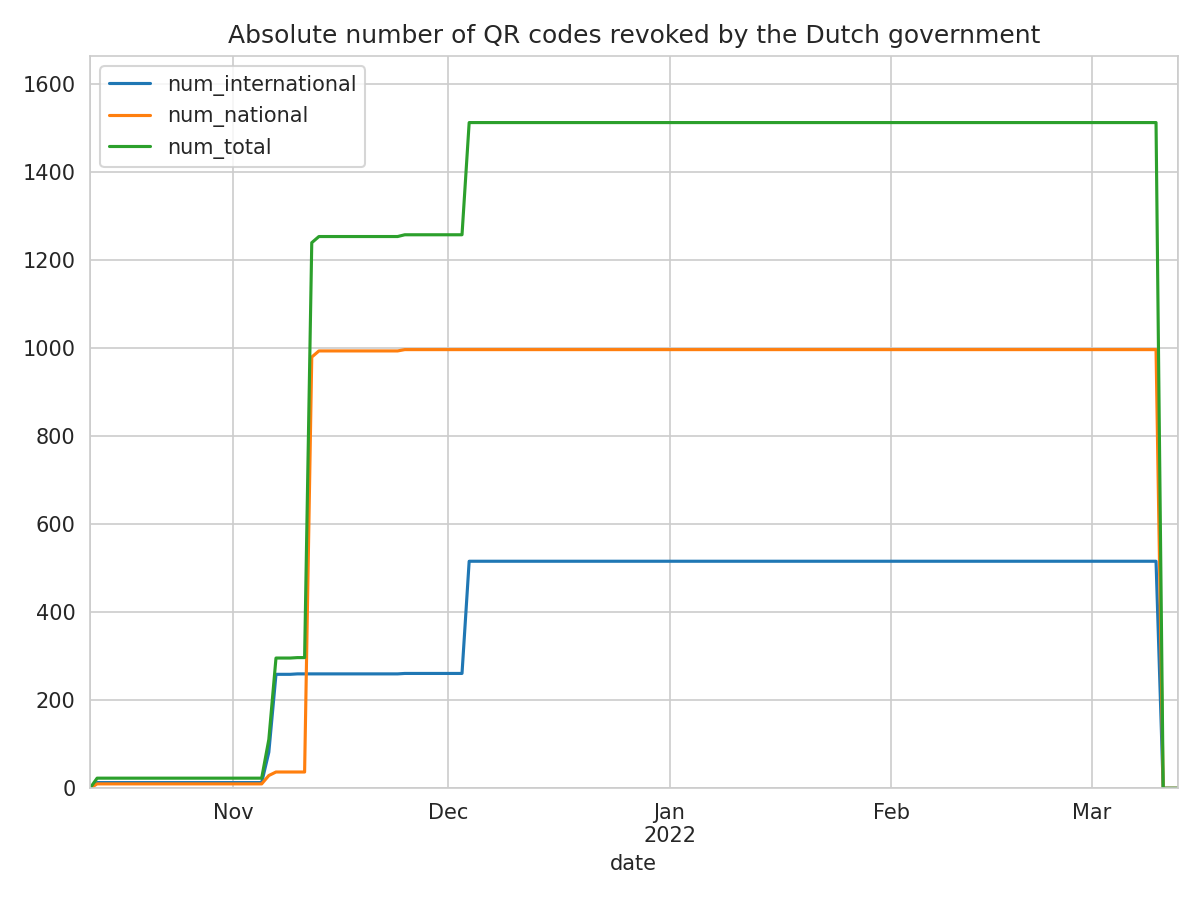 Absolute number of QR codes revoked by the Dutch government
num_international
num_national
num_total
1600
1400
1200
1000
800
600
400
200
0
Nov Dec Jan Feb Mar
2022
date